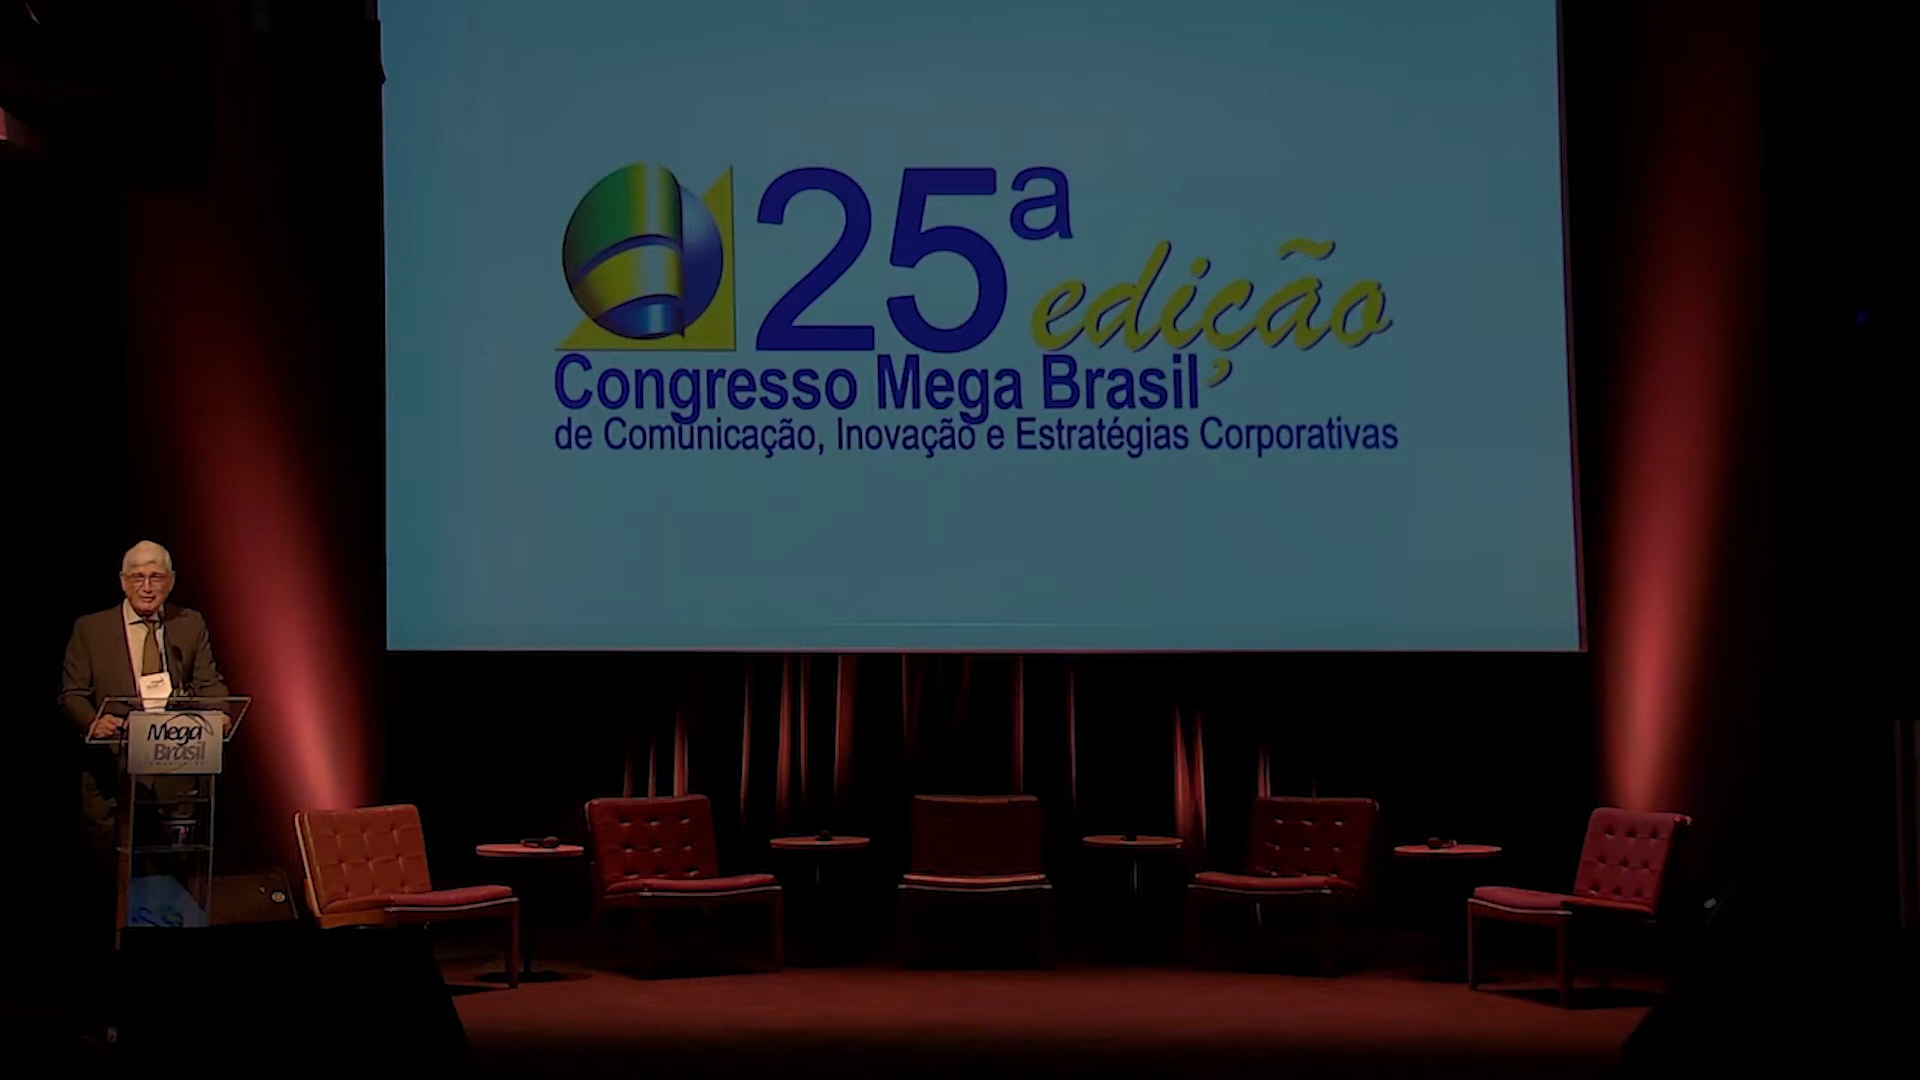 25ª
edição
Congresso Mega Brasil
de Comunicação, Inovação e Estratégias Corporativas
Mega
Brasil